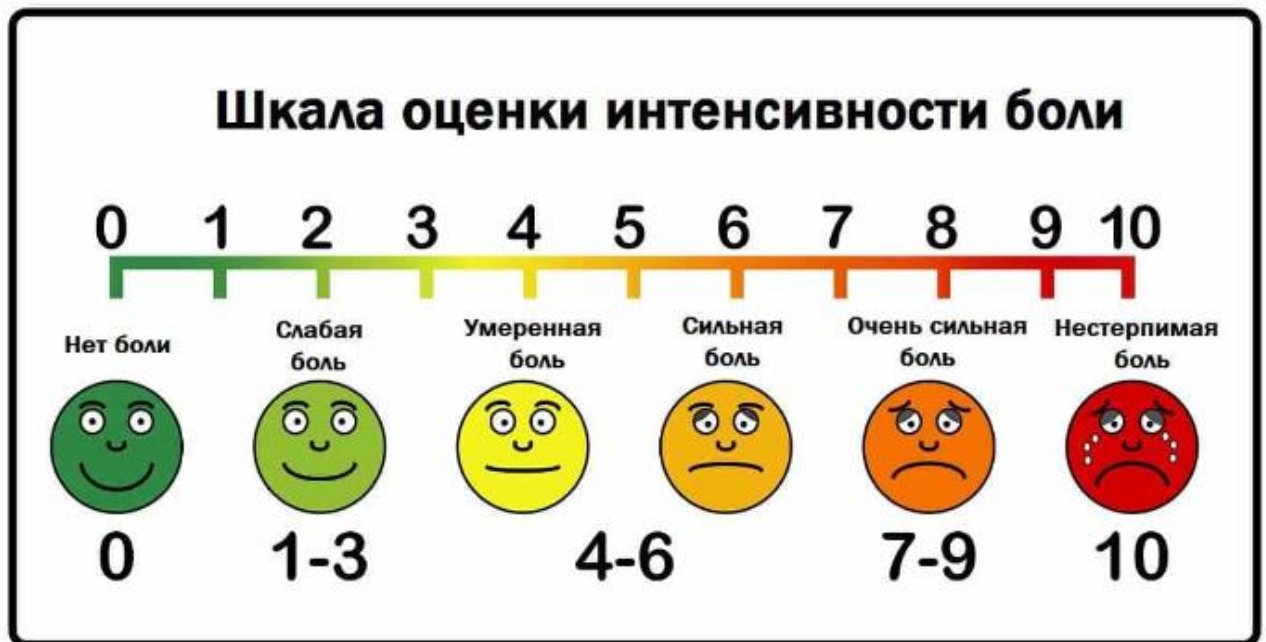 Шкала оценки интенсивности боли
0 1 2 3 4 5 6 7 8 9 10
Нет боли
Слабая
боль
Умеренная
боль
Сильная
боль
Очень сильная
боль
Нестерпимая
боль
0 1-3 4-6 7-9 10